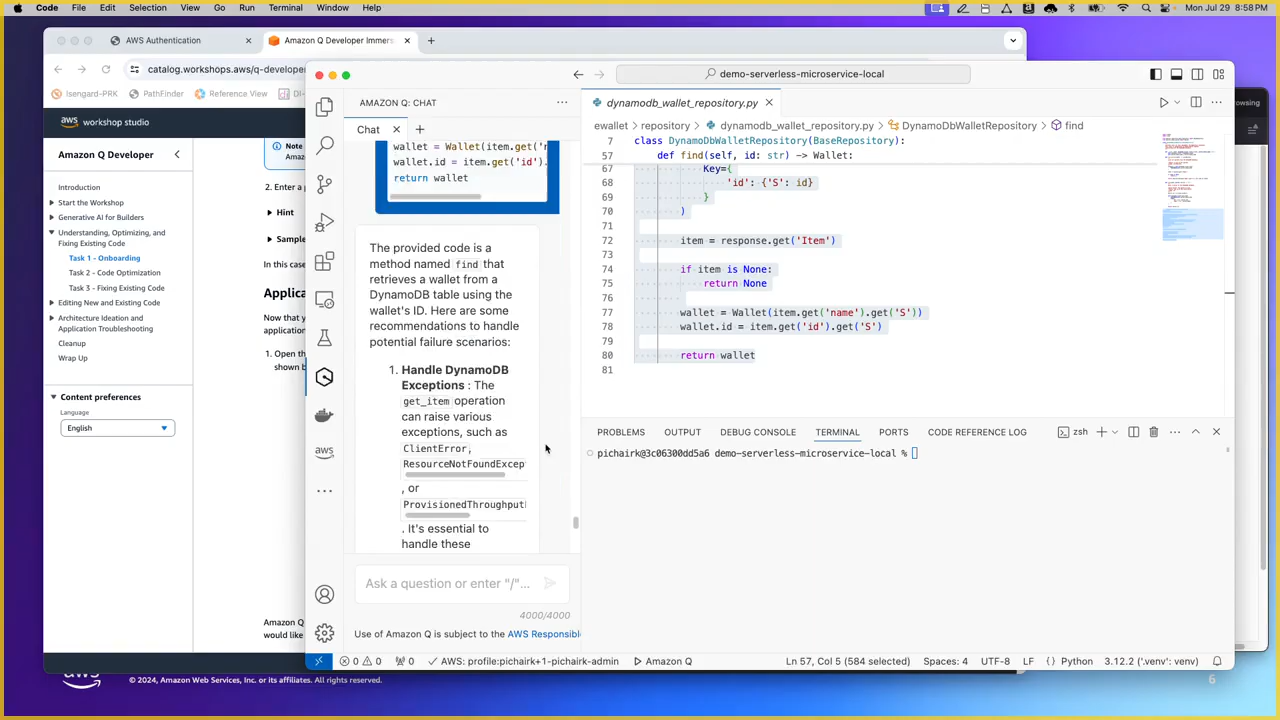 Code File Edit Selection View Go Run Terminal Window Help
Mon Jul 29 8:58 PM
AWS Authentication
Amazon Q Developer Immers
catalog.workshops.aws/q-develope
Isengard-PRK
PathFinder
Reference View
workshop studio
Amazon Q Developer
Introduction
Start the Workshop
Generative AI for Builders
Understanding, Optimizing, and
Fixing Existing Code
Task 1 - Onboarding
Task 2 - Code Optimization
Task 3 - Fixing Existing Code
Editing New and Existing Code
Architecture Ideation and
Application Troubleshooting
Cleanup
Wrap Up
Content preferences
Language
English
Note
Amazo
2. Enter a p
Hint
Sample
In this case
Applica
Now that y
application
1. Open th
shown b
Amazon Q
would like
© 2024, Amazon Web Services, Inc. or its affiliates. All rights reserved.
6
owsing
demo-serverless-microservice-local
AMAZON Q: CHAT
Chat
wallet = Wallet(item.get('r
wallet.id = item.get('id').
return wallet
The provided code is a
method named find that
retrieves a wallet from a
DynamoDB table using the
wallet's ID. Here are some
recommendations to handle
potential failure scenarios:
1. Handle DynamoDB
Exceptions : The
get_item operation
can raise various
exceptions, such as
ClientError,
ResourceNotFoundExcep
, or
ProvisionedThroughput
. It's essential to
handle these
Ask a question or enter "/"...
4000/4000
Use of Amazon Q is subject to the AWS Responsibl
dynamodb_wallet_repository.py
ewallet > repository > dynamodb_wallet_repository.py > DynamoDbWalletRepository > find
7 class DynamoDbWalletRepository(BaseRepository):
57 def find(self, id: str) -> Wallet:
67 Key={
68 'id': {'S': id}
69 }
70 )
71
72 item = response.get('Item')
73
74 if item is None:
75 return None
76
77 wallet = Wallet(item.get('name').get('S'))
78 wallet.id = item.get('id').get('S')
79
80 return wallet
81
PROBLEMS OUTPUT DEBUG CONSOLE TERMINAL PORTS CODE REFERENCE LOG
zsh
pichairk@3c06300dd5a6 demo-serverless-microservice-local %
0 0 0 AWS: profile:pichairk+1-pichairk-admin Amazon Q
Ln 57, Col 5 (584 selected) Spaces: 4 UTF-8 LF Python 3.12.2 ('.venv': venv)